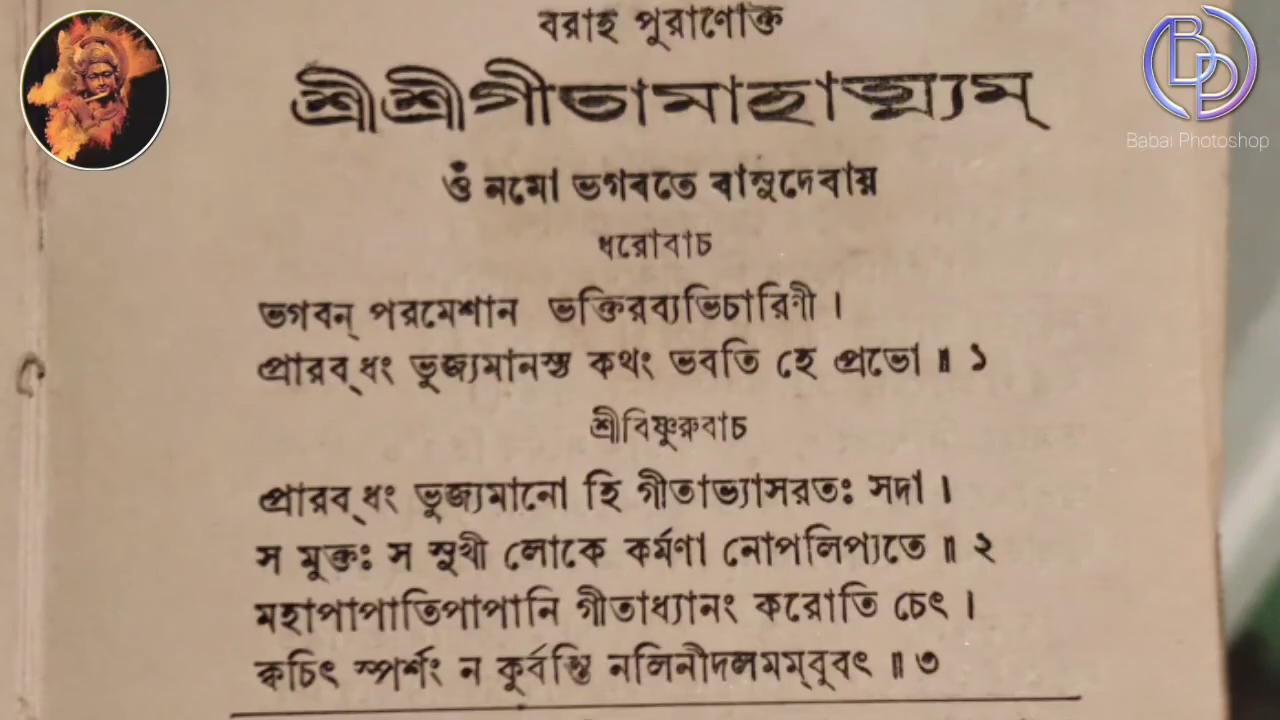 বরাহ পুরাণোক্ত
শ্রীশ্রীগীতামাহাত্ম্যম্
ওঁ নমো ভগবতে বাসুদেবায়
ধরোবাচ
ভগবন্ পরমেশান ভক্তিরব্যভিচারিণী ।
প্রারব্ধং ভুজ্যমানস্য কথং ভবতি হে প্রভো ॥ ১
শ্রীবিষ্ণুরুবাচ
প্রারব্ধং ভুজ্যমানো হি গীতাভ্যাসরতঃ সদা ।
স মুক্তঃ স সুখী লোকে কর্মণা নোপলিপ্যতে ॥ ২
মহাপাপাতিপাপানি গীতাধ্যানং করোতি চেৎ ।
ক্বচিৎ স্পর্শং ন কুর্বন্তি নলিনীদলমম্বুবৎ ॥ ৩
Babai Photoshop